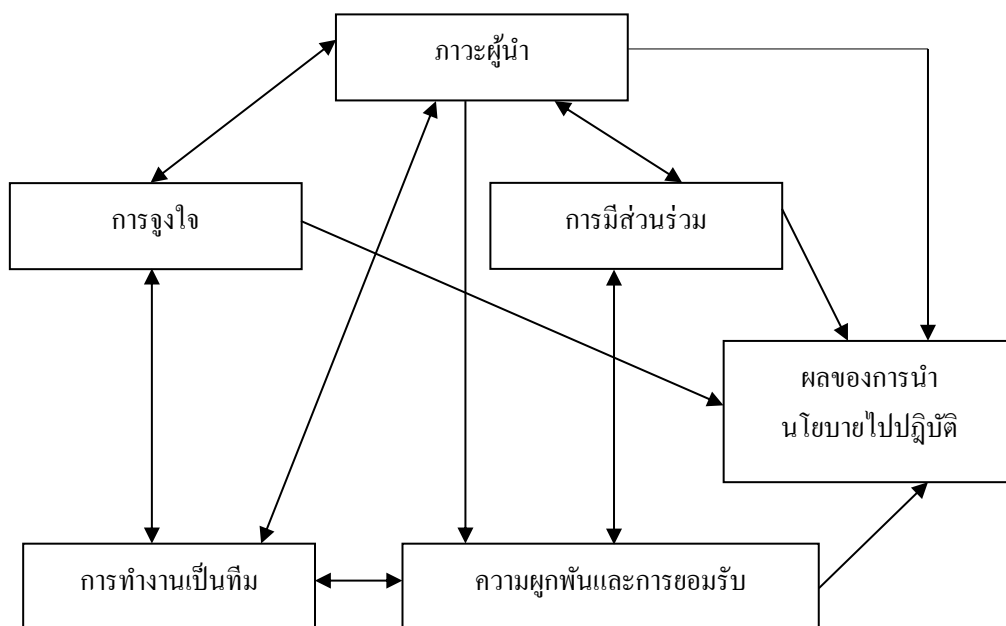 ภาวะผู้นำ
การจูงใจ
การมีส่วนร่วม
ผลของการนำ
นโยบายไปปฎิบัติ
การทำงานเป็นทีม
ความผูกพันและการยอมรับ